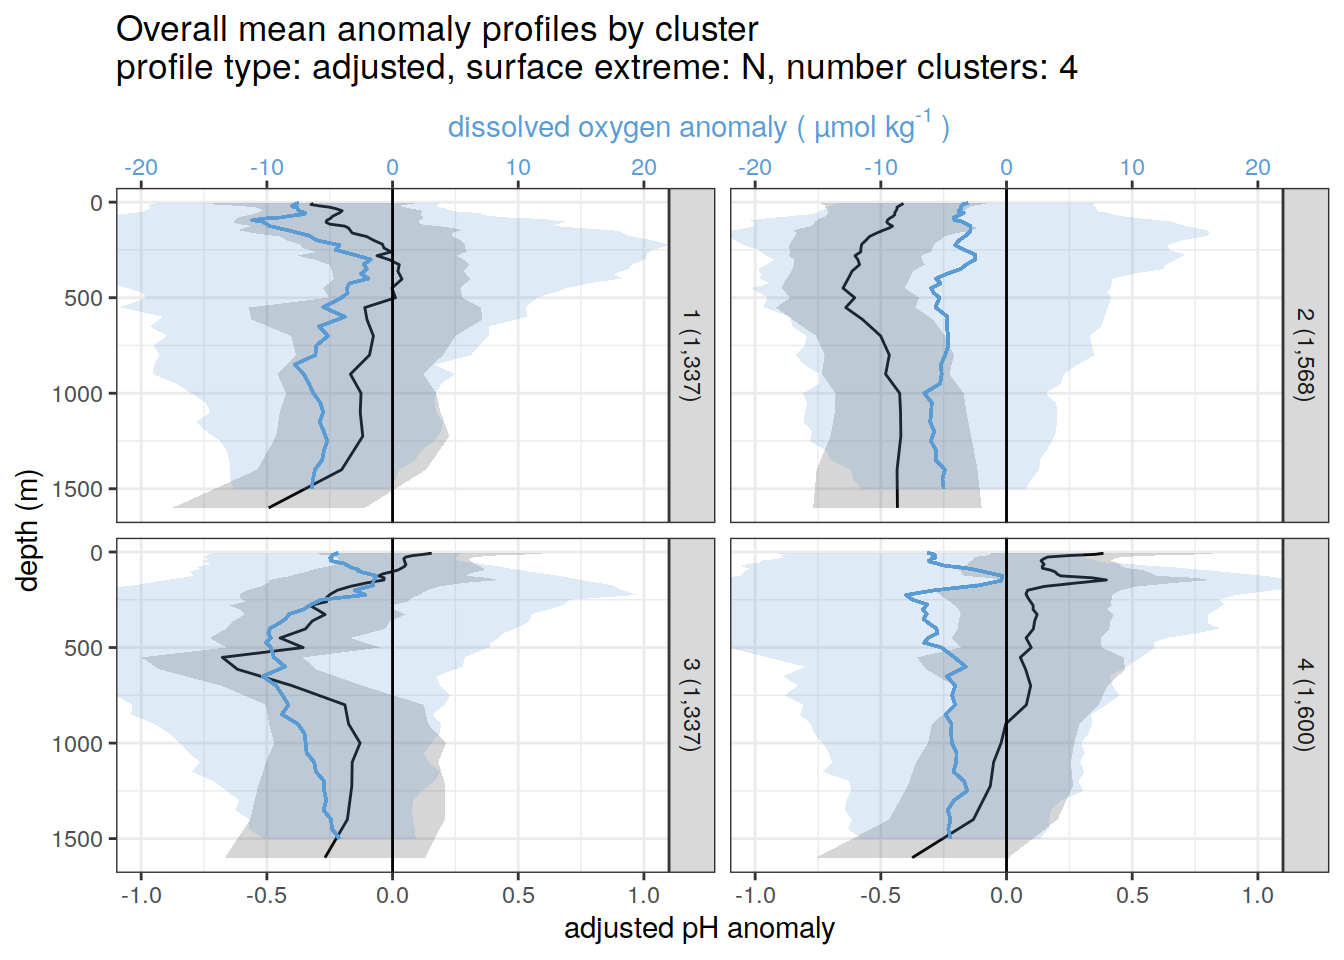 Overall mean anomaly profiles by cluster
profile type: adjusted, surface extreme: N, number clusters: 4
dissolved oxygen anomaly ( µmol kg-1 )
-20 -10 0 10 20 -20 -10 0 10 20
0
500
1000
1500
1 (1,337)
2 (1,568)
depth (m)
0
500
1000
1500
3 (1,337)
4 (1,600)
-1.0 -0.5 0.0 0.5 1.0 -1.0 -0.5 0.0 0.5 1.0
adjusted pH anomaly